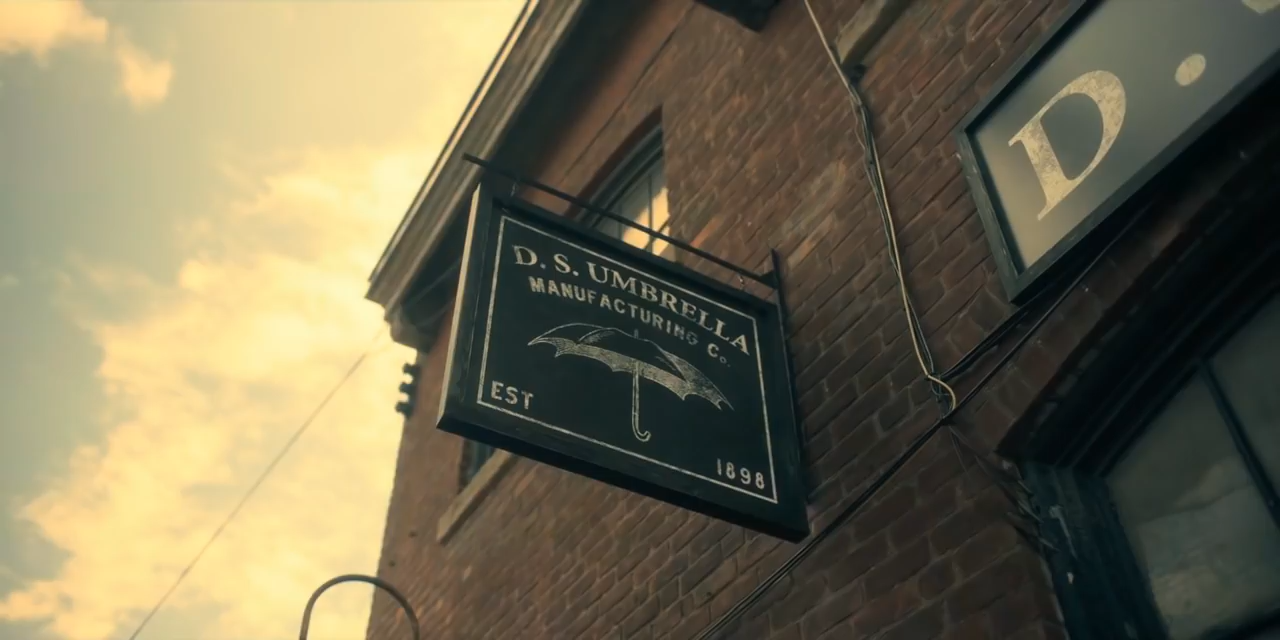 D. S. UMBRELLA
MANUFACTURING Co.
EST
1898
D.